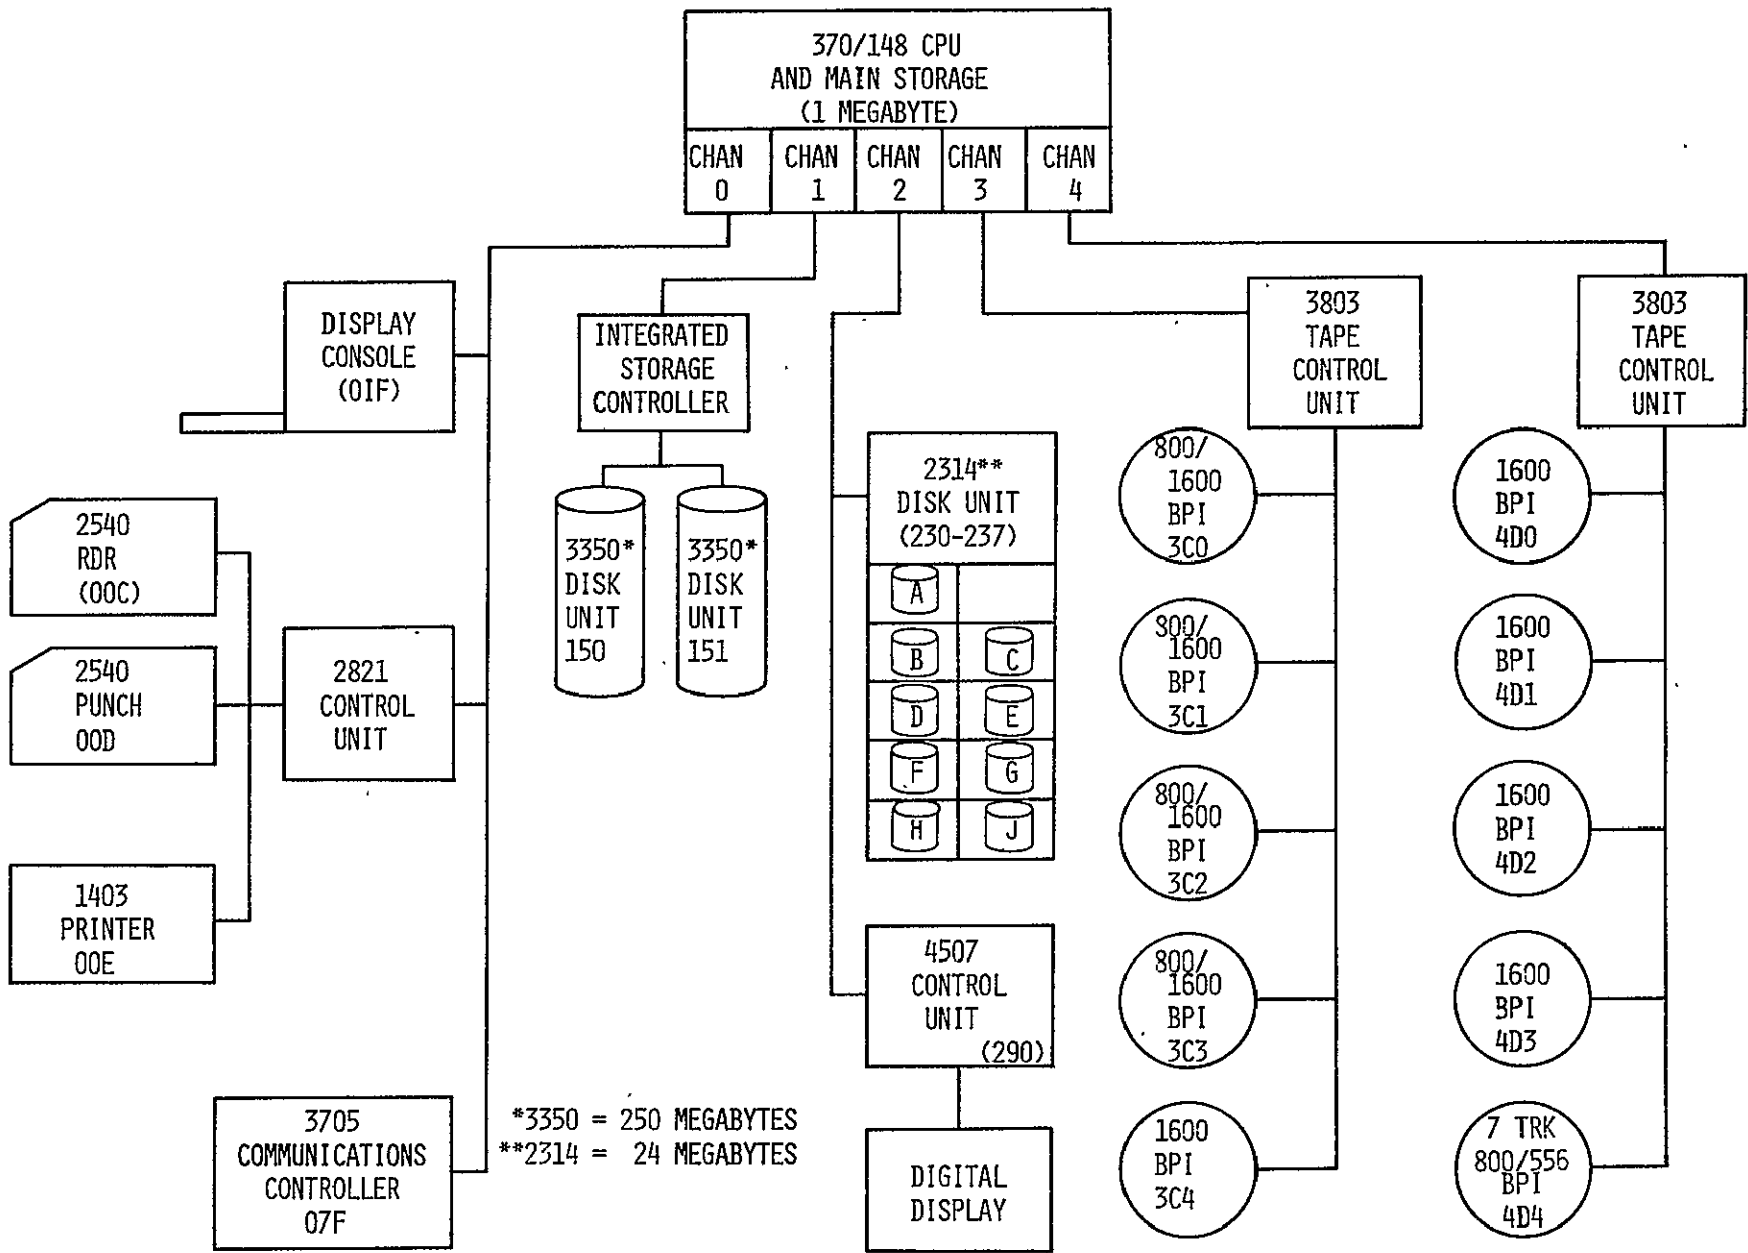 370/148 CPU
AND MAIN STORAGE
(1 MEGABYTE)
CHAN
0
CHAN
1
CHAN
2
CHAN
3
CHAN
4
DISPLAY
CONSOLE
(OIF)
2540
RDR
(00C)
2540
PUNCH
00D
1403
PRINTER
00E
2821
CONTROL
UNIT
3705
COMMUNICATIONS
CONTROLLER
07F
INTEGRATED
STORAGE
CONTROLLER
3350*
DISK
UNIT
150
3350*
DISK
UNIT
151
*3350 = 250 MEGABYTES
**2314 = 24 MEGABYTES
2314**
DISK UNIT
(230-237)
A
B
C
D
E
F
G
H
J
4507
CONTROL
UNIT
(290)
DIGITAL
DISPLAY
3803
TAPE
CONTROL
UNIT
800/
1600
BPI
3C0
800/
1600
BPI
3C1
800/
1600
BPI
3C2
800/
1600
BPI
3C3
1600
BPI
3C4
3803
TAPE
CONTROL
UNIT
1600
BPI
4D0
1600
BPI
4D1
1600
BPI
4D2
1600
BPI
4D3
7 TRK
800/556
BPI
4D4